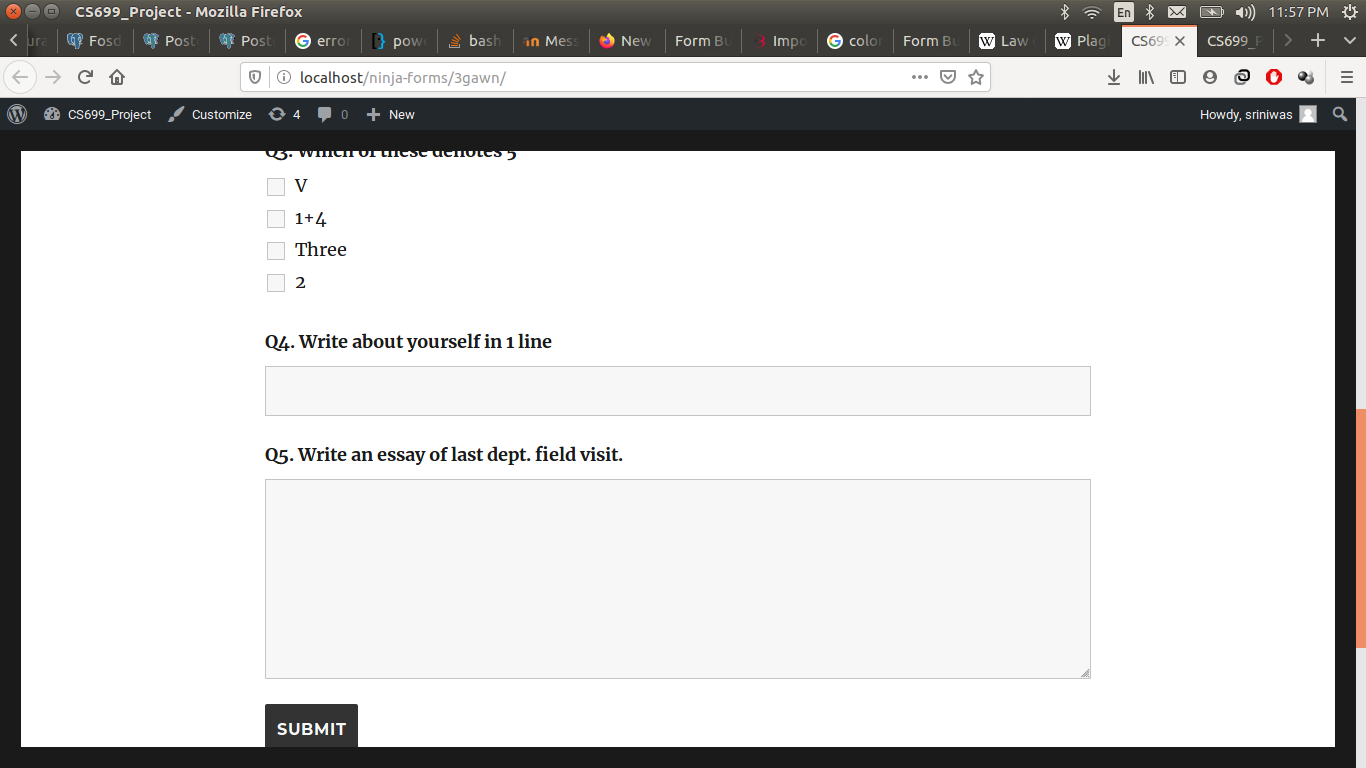 CS699_Project - Mozilla Firefox
En
11:57 PM
Fosd
Post
Post
error
pow
bash
Mess
New
Form Bu
Impo
color
Form Bu
Law
Plagi
CS699
CS699_P
localhost/ninja-forms/3gawn/
CS699_Project
Customize
4
0
New
Howdy, sriniwas
Q3. Which of these denotes 5
V
1+4
Three
2
Q4. Write about yourself in 1 line
Q5. Write an essay of last dept. field visit.
SUBMIT